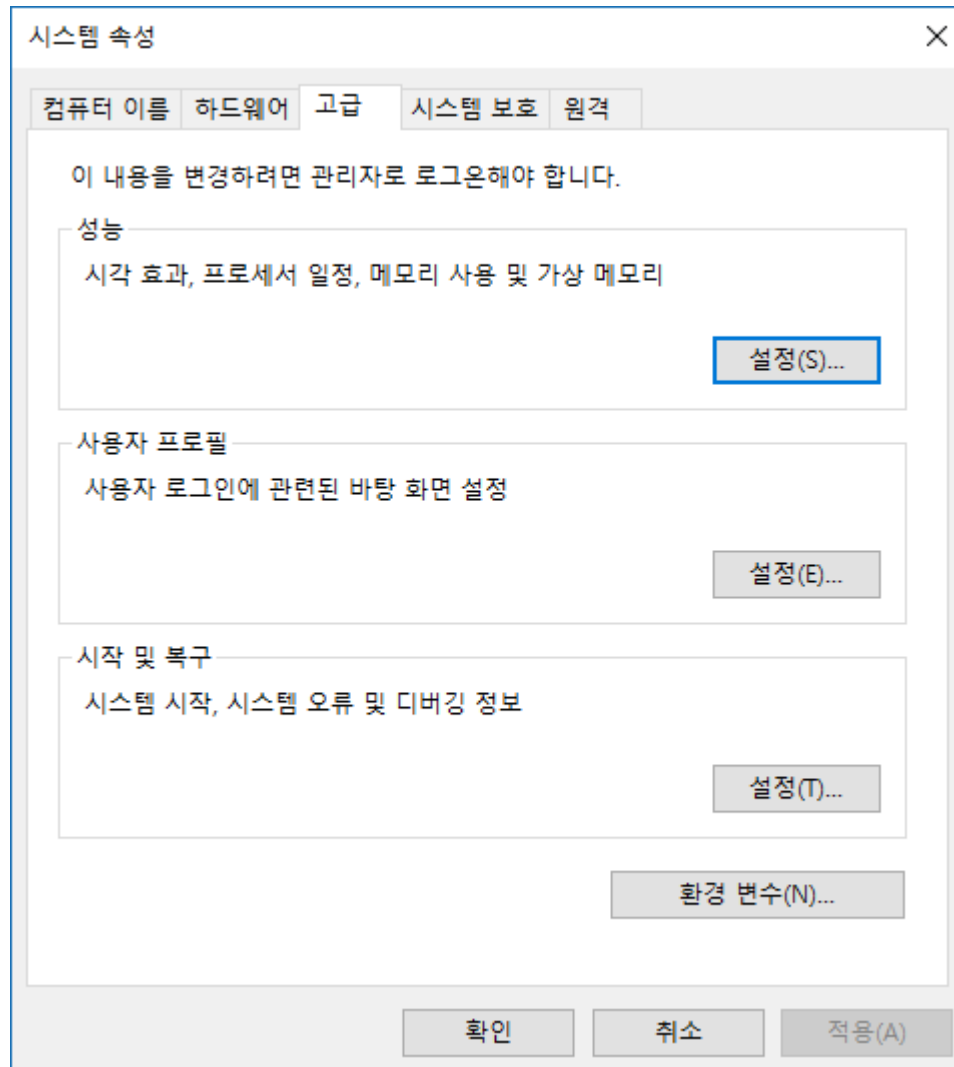 시스템 속성
컴퓨터 이름 하드웨어 고급 시스템 보호 원격
이 내용을 변경하려면 관리자로 로그온해야 합니다.
성능
시각 효과, 프로세서 일정, 메모리 사용 및 가상 메모리
설정(S)...
사용자 프로필
사용자 로그인에 관련된 바탕 화면 설정
설정(E)...
시작 및 복구
시스템 시작, 시스템 오류 및 디버깅 정보
설정(T)...
환경 변수(N)...
확인 취소 적용(A)